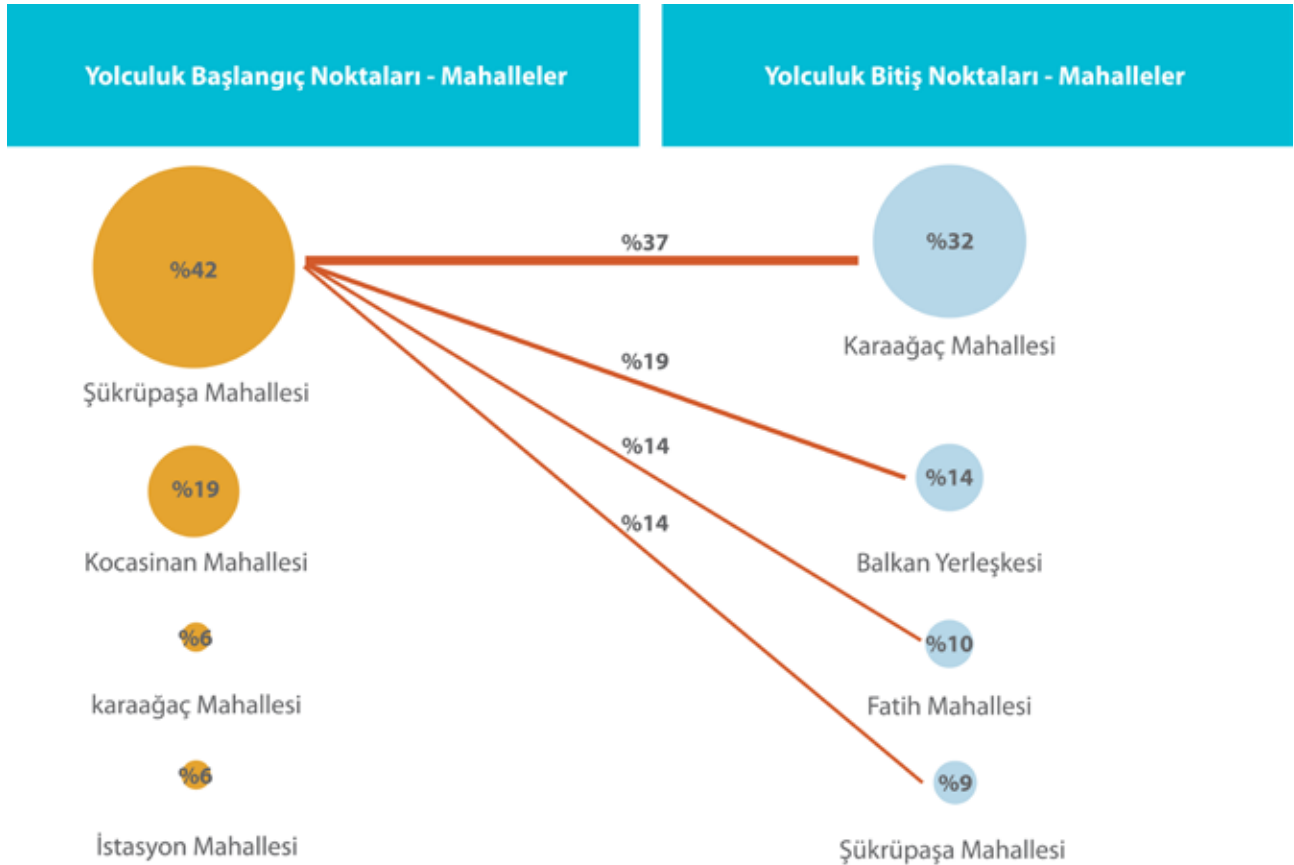 Yolculuk Başlangıç Noktaları - Mahalleler
Yolculuk Bitiş Noktaları - Mahalleler
%42
Şükrüpaşa Mahallesi
%19
Kocasinan Mahallesi
%6
karaağaç Mahallesi
%6
İstasyon Mahallesi
%37
%19
%14
%14
%32
Karaağaç Mahallesi
%14
Balkan Yerleşkesi
%10
Fatih Mahallesi
%9
Şükrüpaşa Mahallesi